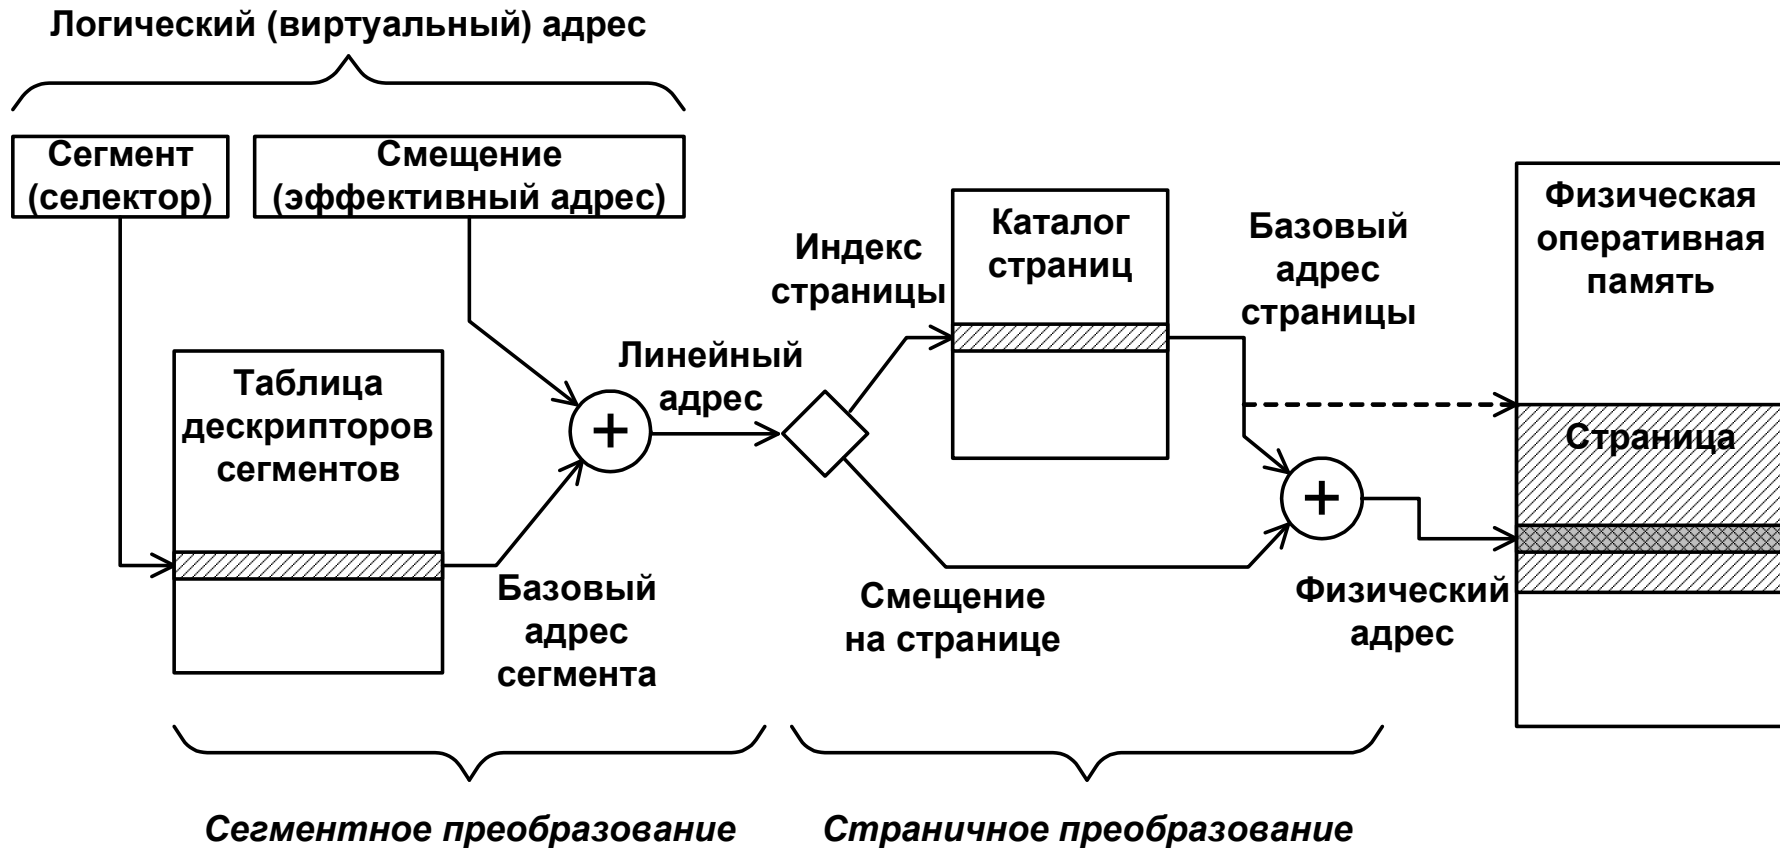 Логический (виртуальный) адрес
Сегмент
(селектор)
Смещение
(эффективный адрес)
Таблица
дескрипторов
сегментов
Базовый
адрес
сегмента
+
Линейный
адрес
Индекс
страницы
Каталог
страниц
Базовый
адрес
страницы
Смещение
на странице
+
Физический
адрес
Физическая
оперативная
память
Страница
Сегментное преобразование
Страничное преобразование